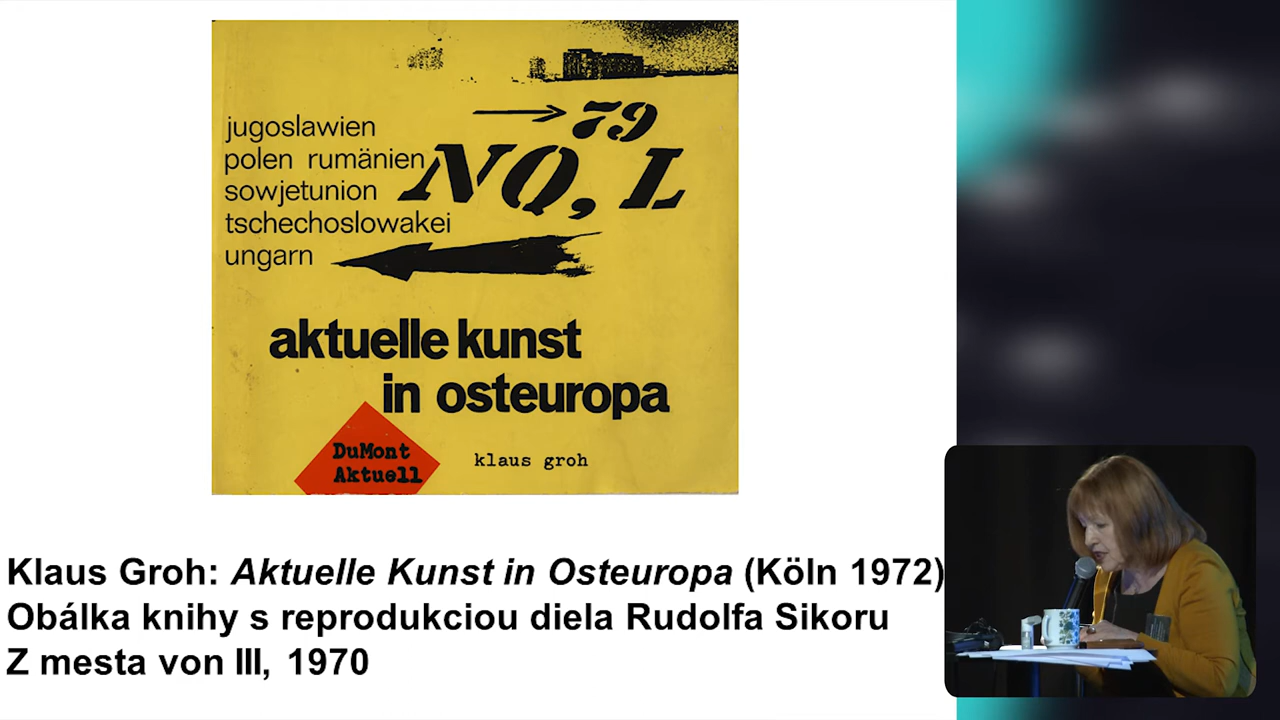 →79
NQ, L
jugoslawien
polen rumänien
sowjetunion
tschechoslowakei
ungarn
aktuelle kunst
in osteuropa
DuMont
Aktuell
klaus groh
Klaus Groh: Aktuelle Kunst in Osteuropa (Köln 1972)
Obálka knihy s reprodukciou diela Rudolfa Sikoru
Z mesta von III, 1970